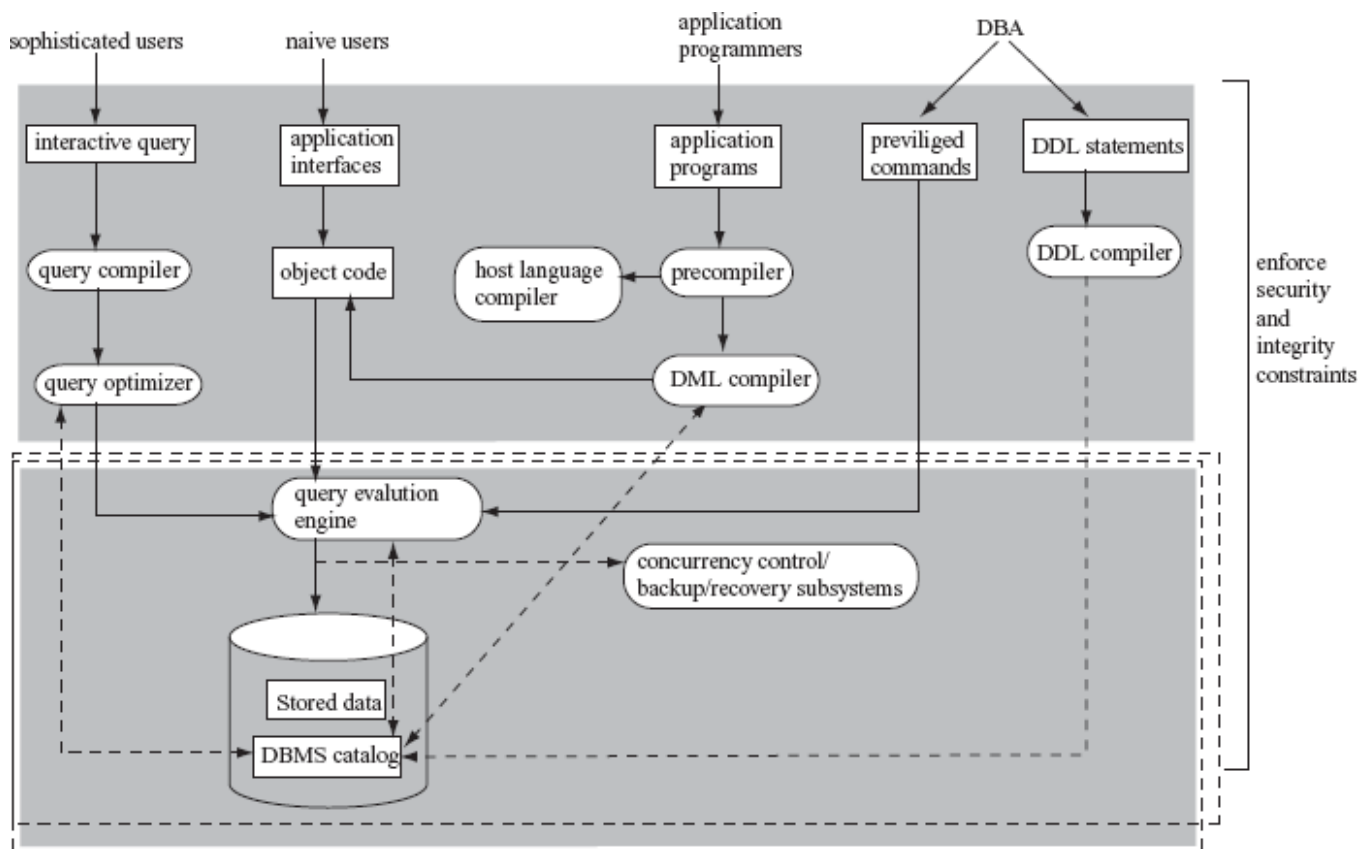 sophisticated users
naive users
application
programmers
DBA
interactive query
application
interfaces
application
programs
previliged
commands
DDL statements
query compiler
object code
host language
compiler
precompiler
DDL compiler
enforce
security
and
integrity
constraints
query optimizer
DML compiler
query evalution
engine
concurrency control/
backup/recovery subsystems
Stored data
DBMS catalog